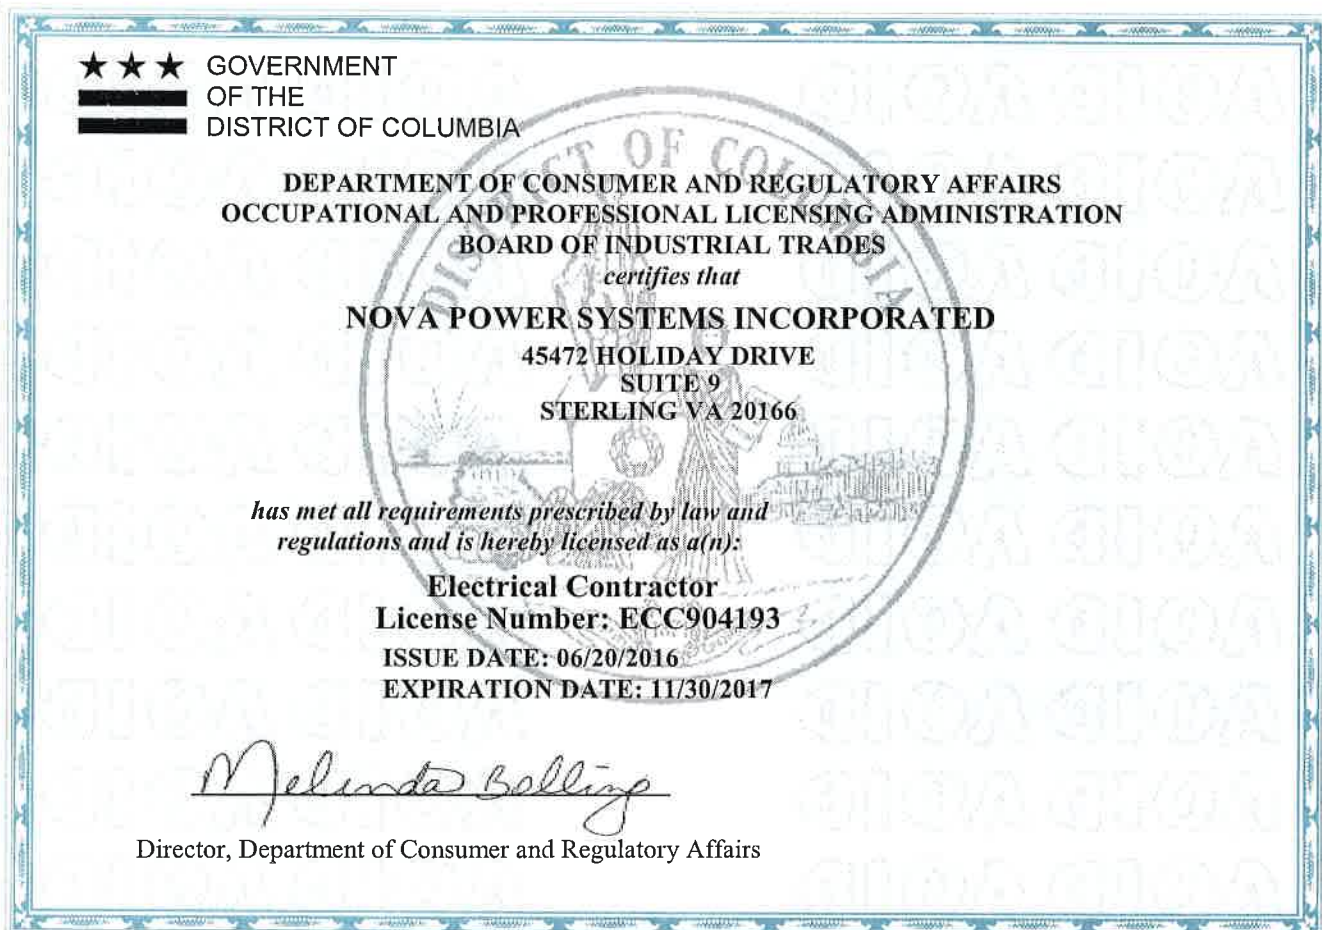 GOVERNMENT
OF THE
DISTRICT OF COLUMBIA
DISTRICT OF COLUMBIA
DEPARTMENT OF CONSUMER AND REGULATORY AFFAIRS
OCCUPATIONAL AND PROFESSIONAL LICENSING ADMINISTRATION
BOARD OF INDUSTRIAL TRADES
certifies that
NOVA POWER SYSTEMS INCORPORATED
45472 HOLIDAY DRIVE
SUITE 9
STERLING VA 20166
has met all requirements prescribed by law and
regulations and is hereby licensed as a(n):
Electrical Contractor
License Number: ECC904193
ISSUE DATE: 06/20/2016
EXPIRATION DATE: 11/30/2017
Melinda Bolling
Director, Department of Consumer and Regulatory Affairs